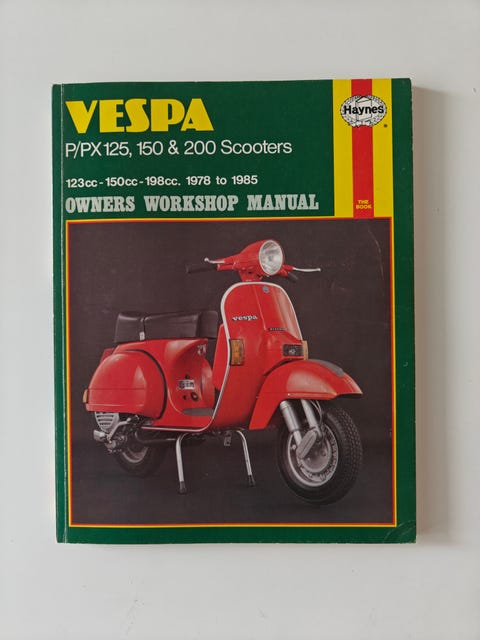 VESPA
Haynes
P/PX 125, 150 & 200 Scooters
123cc - 150cc - 198cc. 1978 to 1985
OWNERS WORKSHOP MANUAL
THE
BOOK
vespa